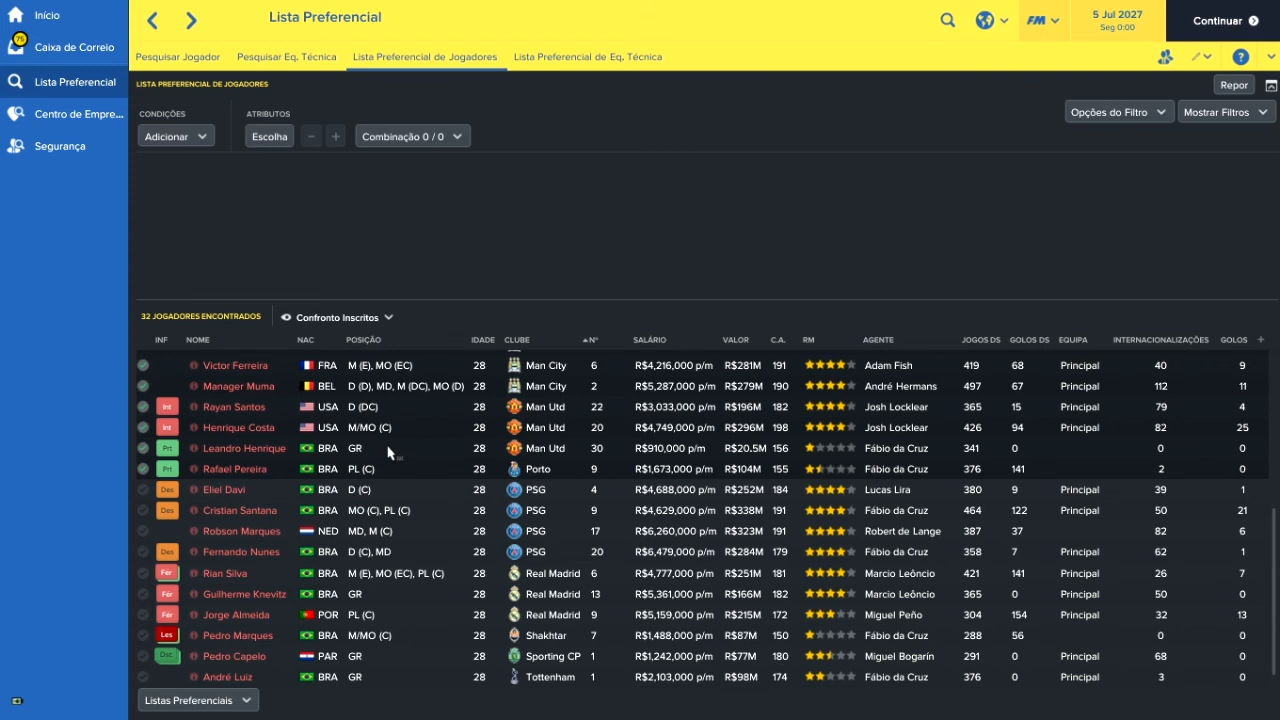 Início
Lista Preferencial
5 Jul 2027
Seg 0:00
FM
Continuar
75
Caixa de Correio
Pesquisar Jogador Pesquisar Eq. Técnica Lista Preferencial de Jogadores Lista Preferencial de Eq. Técnica
Lista Preferencial
LISTA PREFERENCIAL DE JOGADORES
Repor
Centro de Empre...
CONDIÇÕES ATRIBUTOS
Opções do Filtro Mostrar Filtros
Adicionar Escolha - + Combinação 0 / 0
Segurança
32 JOGADORES ENCONTRADOS Confronto Inscritos
INF NOME NAC POSIÇÃO IDADE CLUBE Nº SALÁRIO VALOR C.A. RM AGENTE JOGOS DS GOLOS DS EQUIPA INTERNACIONALIZAÇÕES GOLOS +
Victor Ferreira FRA M (E), MO (EC) 28 Man City 6 R$4,216,000 p/m R$281M 191 Adam Fish 419 68 Principal 40 9
Manager Muma BEL D (D), MD, M (DC), MO (D) 28 Man City 2 R$5,287,000 p/m R$279M 190 André Hermans 497 67 Principal 112 11
Int Rayan Santos USA D (DC) 28 Man Utd 22 R$3,033,000 p/m R$196M 182 Josh Locklear 365 15 Principal 79 4
Int Henrique Costa USA M/MO (C) 28 Man Utd 20 R$4,749,000 p/m R$296M 198 Josh Locklear 426 94 Principal 82 25
Prt Leandro Henrique BRA GR 28 Man Utd 30 R$910,000 p/m R$20.5M 156 Fábio da Cruz 341 0 0 0
Prt Rafael Pereira BRA PL (C) 28 Porto 9 R$1,673,000 p/m R$104M 155 Fábio da Cruz 376 141 2 0
Des Eliel Davi BRA D (C) 28 PSG 4 R$4,688,000 p/m R$252M 184 Lucas Lira 380 9 Principal 39 1
Des Cristian Santana BRA MO (C), PL (C) 28 PSG 9 R$4,629,000 p/m R$338M 191 Fábio da Cruz 464 122 Principal 50 21
Robson Marques NED MD, M (C) 28 PSG 17 R$6,260,000 p/m R$323M 191 Robert de Lange 387 37 Principal 82 6
Des Fernando Nunes BRA D (C), MD 28 PSG 20 R$6,479,000 p/m R$284M 179 Fábio da Cruz 358 7 Principal 62 1
Fér Rian Silva BRA M (E), MO (EC), PL (C) 28 Real Madrid 6 R$4,777,000 p/m R$251M 181 Marcio Leôncio 421 141 Principal 26 7
Fér Guilherme Knevitz BRA GR 28 Real Madrid 13 R$5,361,000 p/m R$166M 182 Marcio Leôncio 365 0 Principal 50 0
Fér Jorge Almeida POR PL (C) 28 Real Madrid 9 R$5,159,000 p/m R$215M 172 Miguel Peño 304 154 Principal 32 13
Les Pedro Marques BRA M/MO (C) 28 Shakhtar 7 R$1,488,000 p/m R$87M 150 Fábio da Cruz 288 56 0 0
Dsc Pedro Capelo PAR GR 28 Sporting CP 1 R$1,242,000 p/m R$77M 180 Miguel Bogarín 291 0 Principal 68 0
André Luiz BRA GR 28 Tottenham 1 R$2,103,000 p/m R$98M 174 Fábio da Cruz 376 0 Principal 3 0
Listas Preferenciais